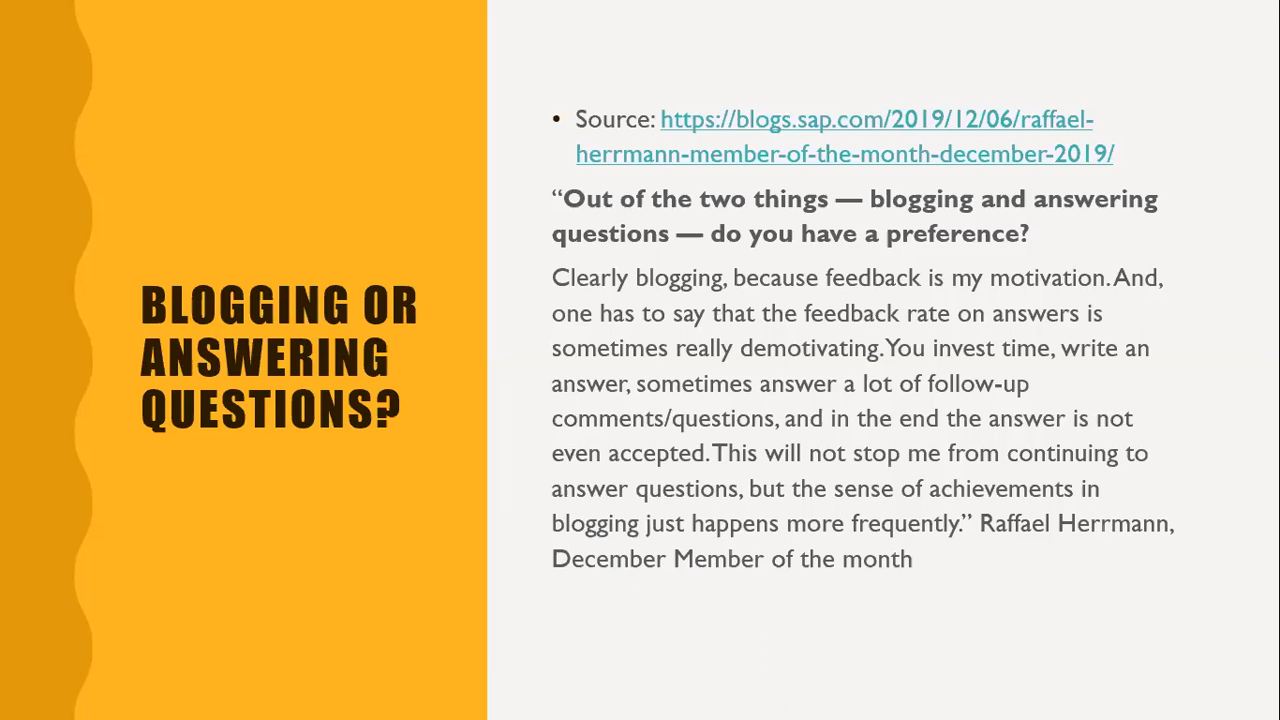 BLOGGING OR
ANSWERING
QUESTIONS?
• Source: https://blogs.sap.com/2019/12/06/raffael-
herrmann-member-of-the-month-december-2019/
“Out of the two things — blogging and answering
questions — do you have a preference?
Clearly blogging, because feedback is my motivation. And,
one has to say that the feedback rate on answers is
sometimes really demotivating. You invest time, write an
answer, sometimes answer a lot of follow-up
comments/questions, and in the end the answer is not
even accepted. This will not stop me from continuing to
answer questions, but the sense of achievements in
blogging just happens more frequently.” Raffael Herrmann,
December Member of the month